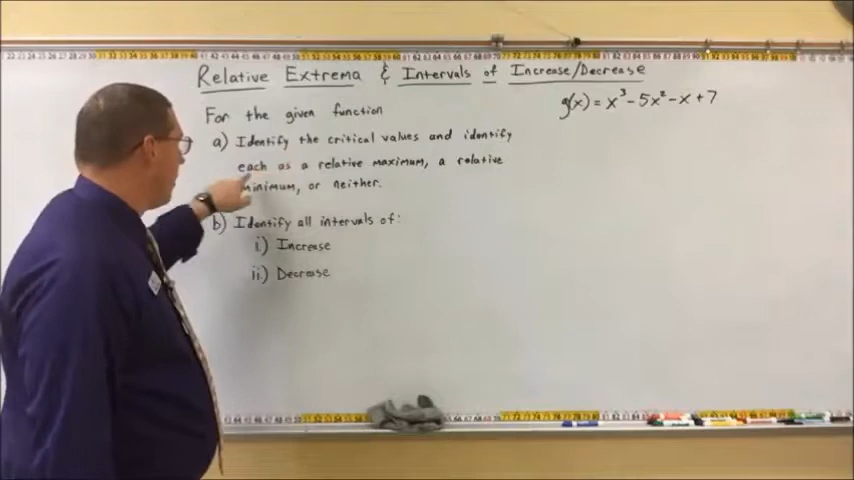 Relative Extrema & Intervals of Increase/Decrease
g(x) = x³ - 5x² - x + 7
For the given function
a) Identify the critical values and identify
each as a relative maximum, a relative
minimum, or neither.
b) Identify all intervals of:
i.) Increase
ii.) Decrease